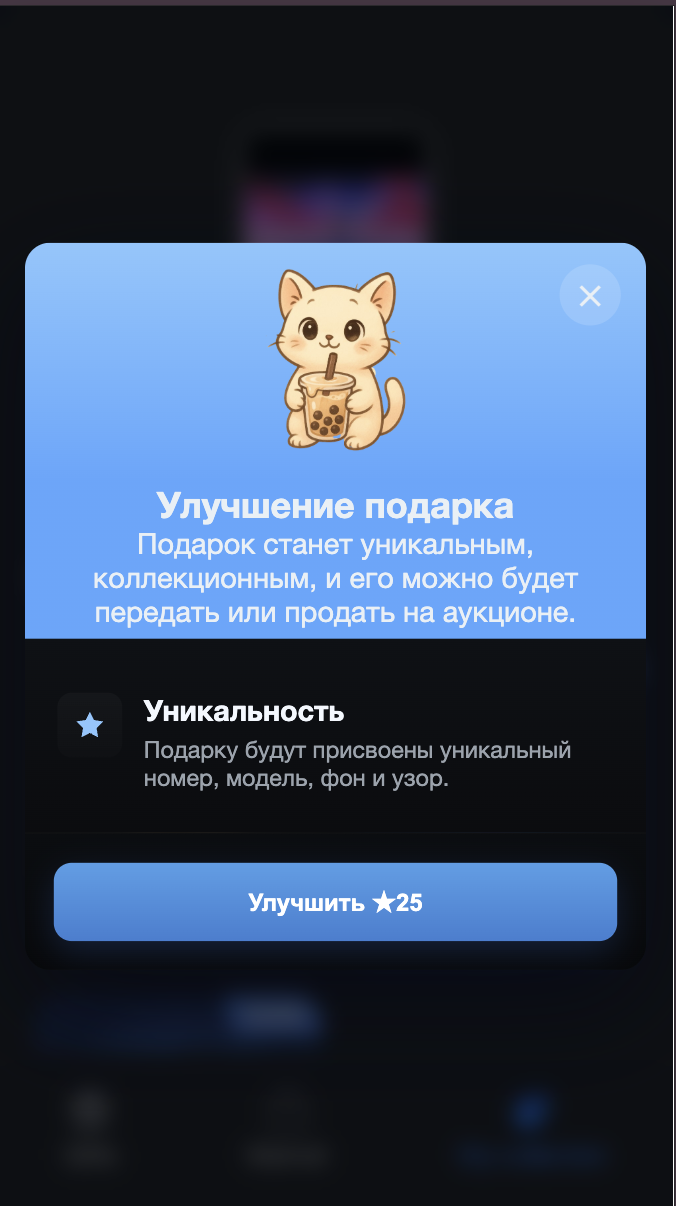 Улучшение подарка
Подарок станет уникальным,
коллекционным, и его можно будет
передать или продать на аукционе.
Уникальность
Подарку будут присвоены уникальный
номер, модель, фон и узор.
Улучшить ★25